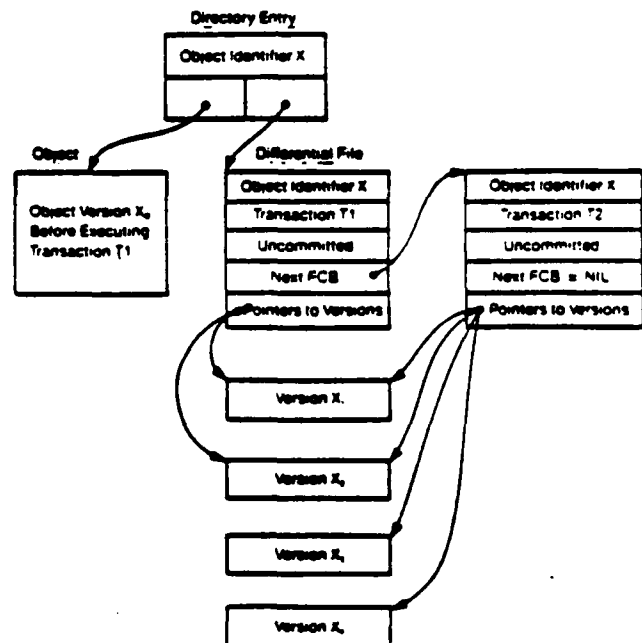 Directory Entry
Object Identifier X
Object
Object Version X
Before Executing
Transaction T1
Differential File
Object Identifier X
Transaction T1
Uncommitted
Next FCB
Pointers to Versions
Object Identifier X
Transaction T2
Uncommitted
Next FCB = NIL
Pointers to Versions
Version X
Version X
Version X
Version X